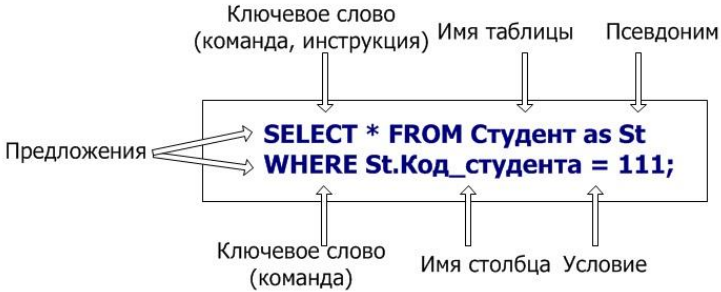 Ключевое слово
(команда, инструкция)
Имя таблицы
Псевдоним
Предложения
SELECT * FROM Студент as St
WHERE St.Код_студента = 111;
Ключевое слово
(команда)
Имя столбца
Условие